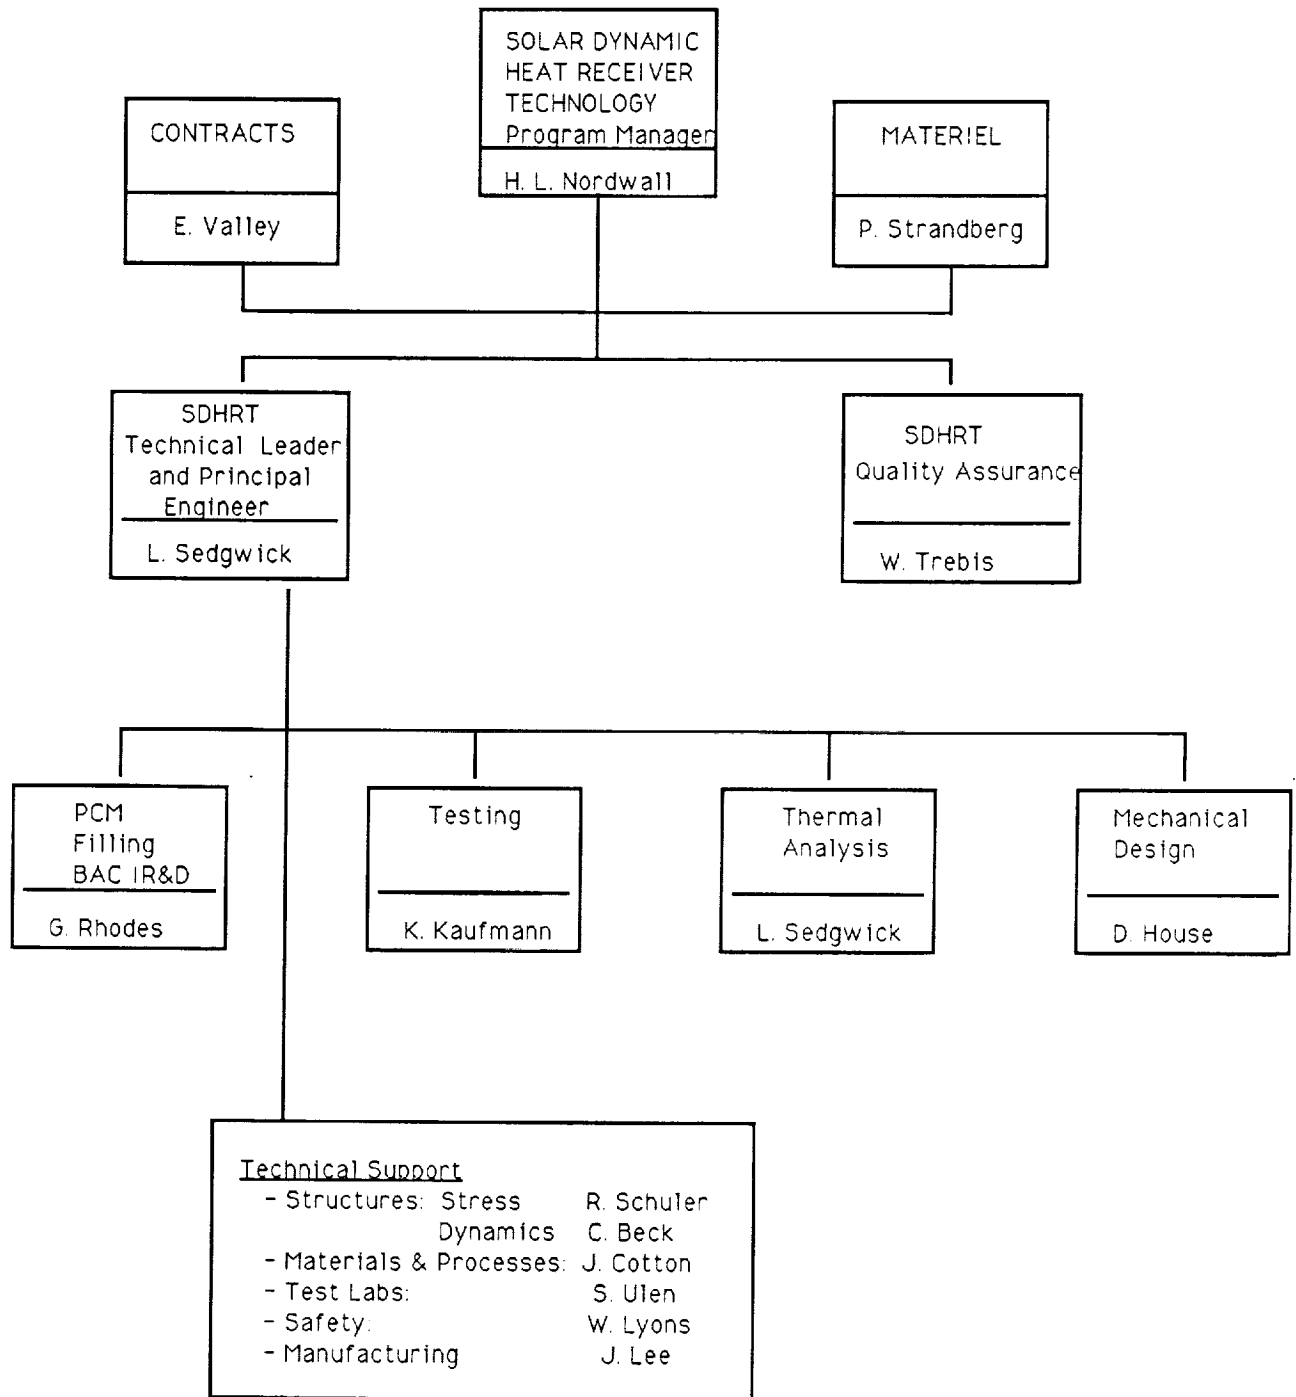 SOLAR DYNAMIC
HEAT RECEIVER
TECHNOLOGY
Program Manager
H. L. Nordwall
CONTRACTS
E. Valley
MATERIEL
P. Strandberg
SDHRT
Technical Leader
and Principal
Engineer
L. Sedgwick
SDHRT
Quality Assurance
W. Trebis
PCM
Filling
BAC IR&D
G. Rhodes
Testing
K. Kaufmann
Thermal
Analysis
L. Sedgwick
Mechanical
Design
D. House
Technical Support
- Structures: Stress R. Schuler
Dynamics C. Beck
- Materials & Processes: J. Cotton
- Test Labs: S. Ulen
- Safety: W. Lyons
- Manufacturing J. Lee